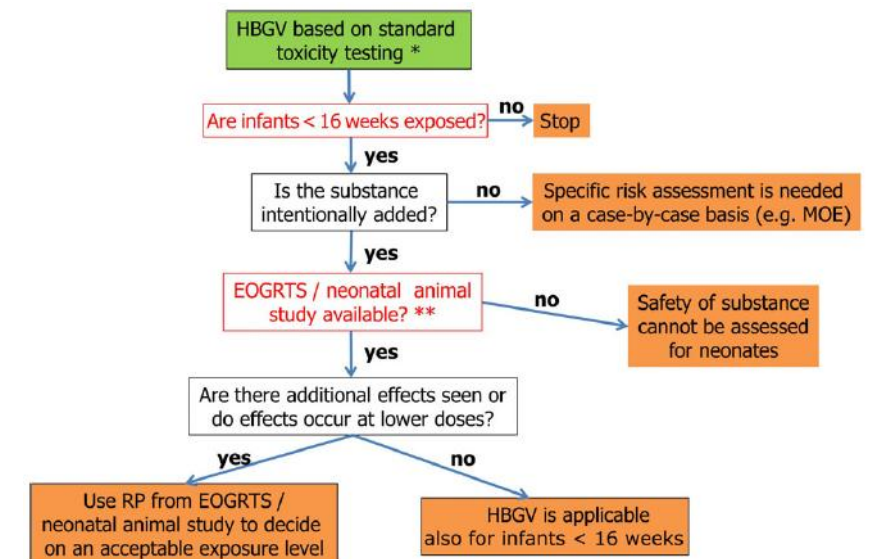 HBGV based on standard
toxicity testing *
Are infants < 16 weeks exposed?
no
Stop
yes
Is the substance
intentionally added?
no
Specific risk assessment is needed
on a case-by-case basis (e.g. MOE)
yes
EOGRTS / neonatal animal
study available? **
no
Safety of substance
cannot be assessed
for neonates
yes
Are there additional effects seen or
do effects occur at lower doses?
yes
no
Use RP from EOGRTS /
neonatal animal study to decide
on an acceptable exposure level
HBGV is applicable
also for infants < 16 weeks